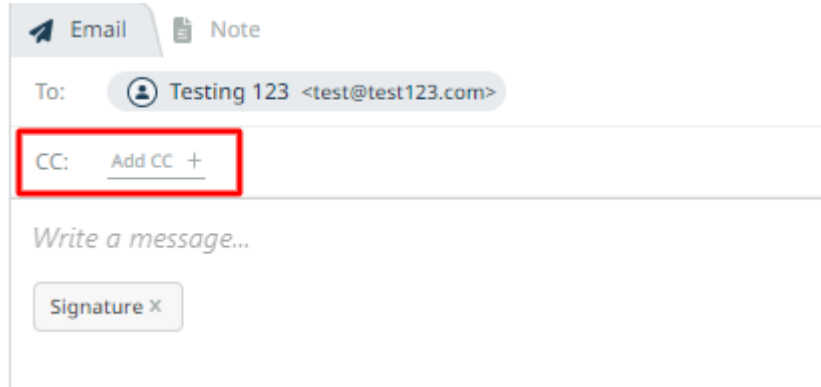 Email Note
To: Testing 123 <test@test123.com>
CC: Add CC +
Write a message...
Signature ×